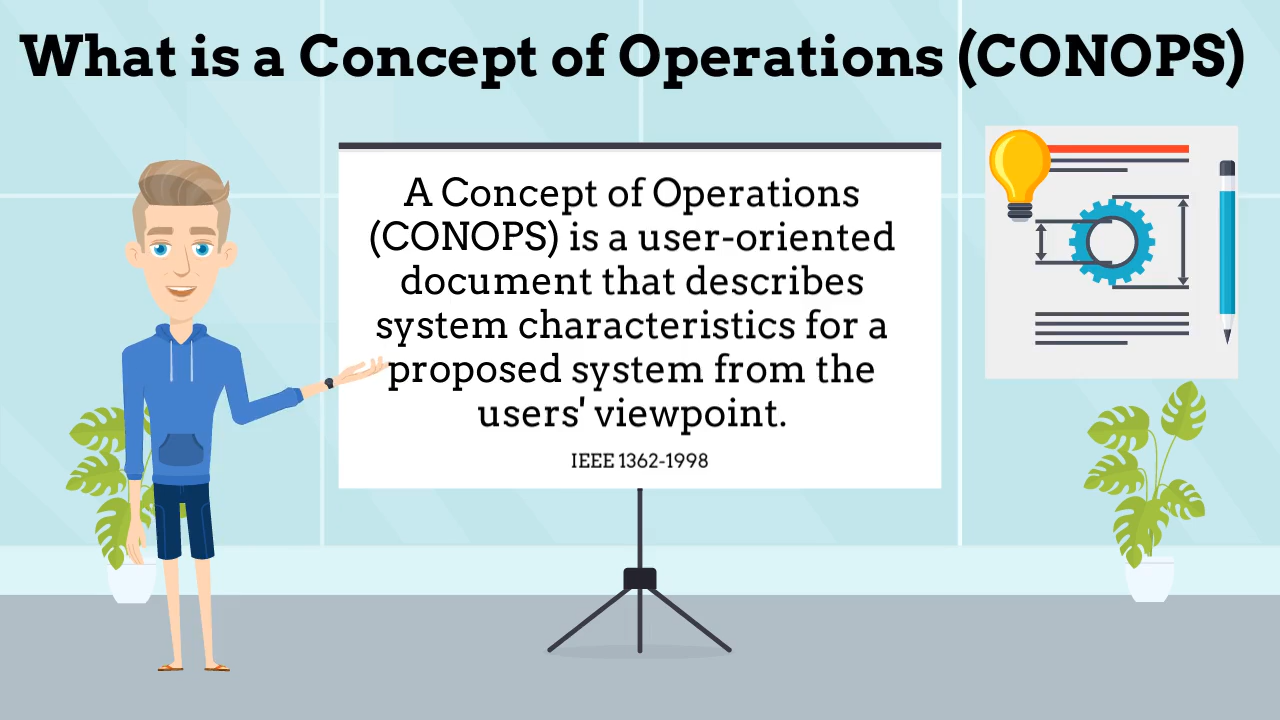 What is a Concept of Operations (CONOPS)
A Concept of Operations
(CONOPS) is a user-oriented
document that describes
system characteristics for a
proposed system from the
users' viewpoint.
IEEE 1362-1998